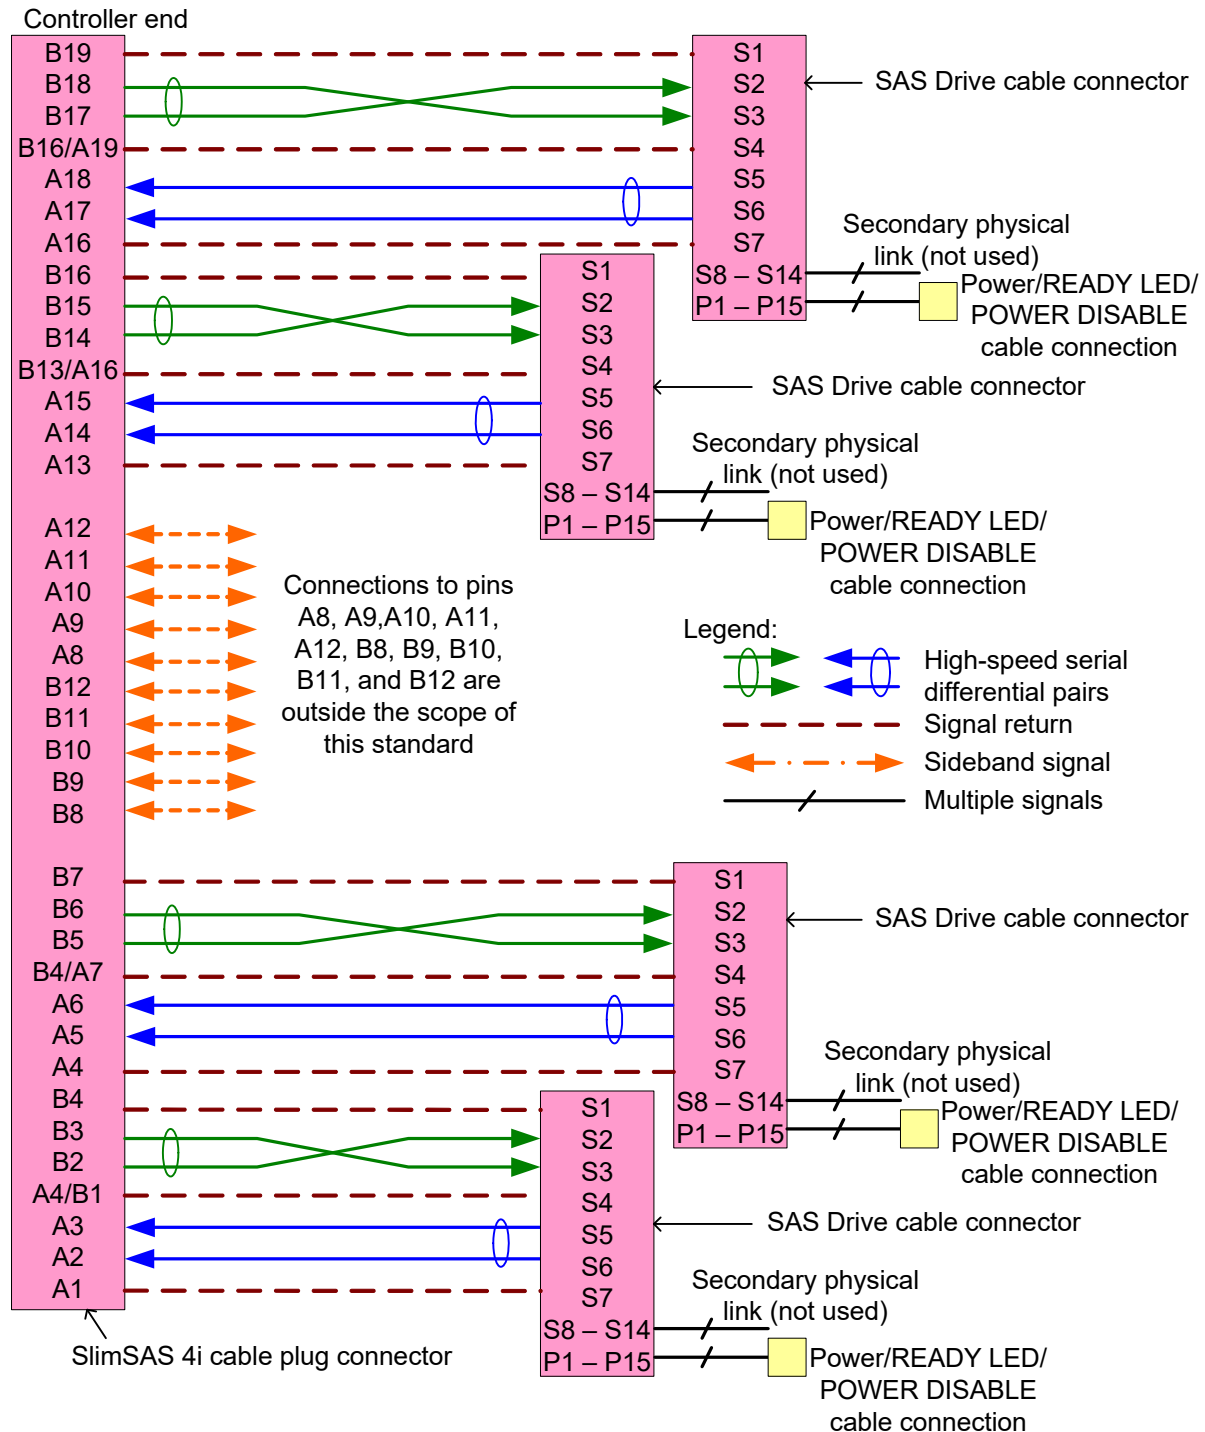 Controller end
B19
B18
B17
B16/A19
A18
A17
A16
B16
B15
B14
B13/A16
A15
A14
A13
A12
A11
A10
A9
A8
B12
B11
B10
B9
B8
B7
B6
B5
B4/A7
A6
A5
A4
B4
B3
B2
A4/B1
A3
A2
A1
SlimSAS 4i cable plug connector
S1
S2
S3
S4
S5
S6
S7
S8 – S14
P1 – P15
SAS Drive cable connector
Secondary physical
link (not used)
Power/READY LED/
POWER DISABLE
cable connection
S1
S2
S3
S4
S5
S6
S7
S8 – S14
P1 – P15
SAS Drive cable connector
Secondary physical
link (not used)
Power/READY LED/
POWER DISABLE
cable connection
Connections to pins
A8, A9,A10, A11,
A12, B8, B9, B10,
B11, and B12 are
outside the scope of
this standard
Legend:
High-speed serial
differential pairs
Signal return
Sideband signal
Multiple signals
S1
S2
S3
S4
S5
S6
S7
S8 – S14
P1 – P15
SAS Drive cable connector
Secondary physical
link (not used)
Power/READY LED/
POWER DISABLE
cable connection
S1
S2
S3
S4
S5
S6
S7
S8 – S14
P1 – P15
SAS Drive cable connector
Secondary physical
link (not used)
Power/READY LED/
POWER DISABLE
cable connection